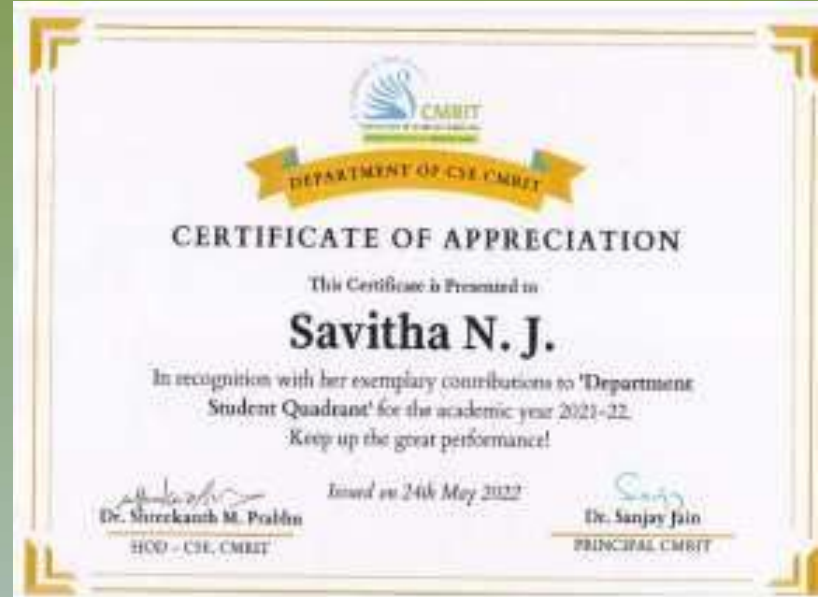 CMRIT
DEPARTMENT OF CSE CMRIT
CERTIFICATE OF APPRECIATION
This Certificate is Presented to
Savitha N. J.
In recognition with her exemplary contributions to 'Department
Student Quadrant' for the academic year 2021-22.
Keep up the great performance!
Issued on 24th May 2022
Dr. Shreekanth M. Prabhu
Dr. Sanjay Jain
HOD - CSE, CMRIT
PRINCIPAL CMRIT